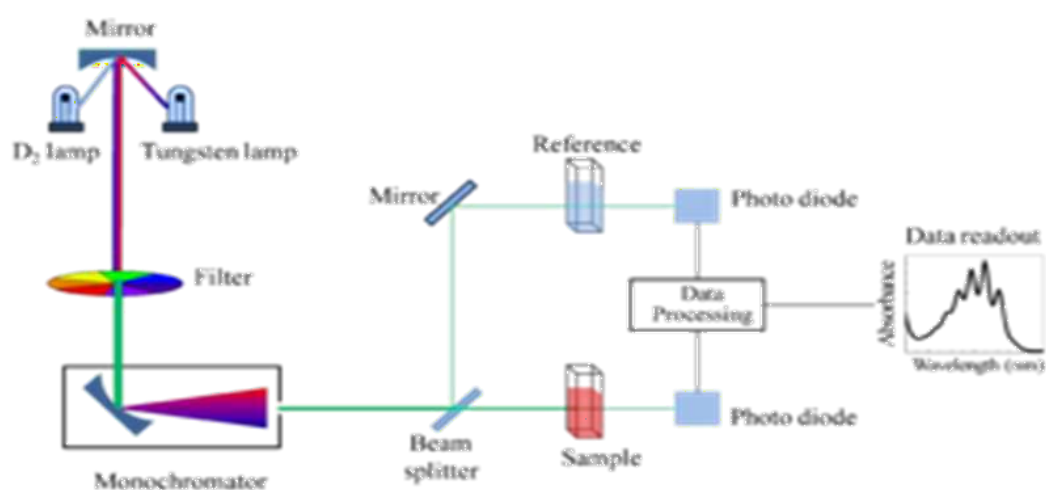 Mirror
D₂ lamp
Tungsten lamp
Filter
Monochromator
Mirror
Beam
splitter
Reference
Sample
Photo diode
Data
Processing
Photo diode
Data readout
Absorbance
Wavelength (nm)